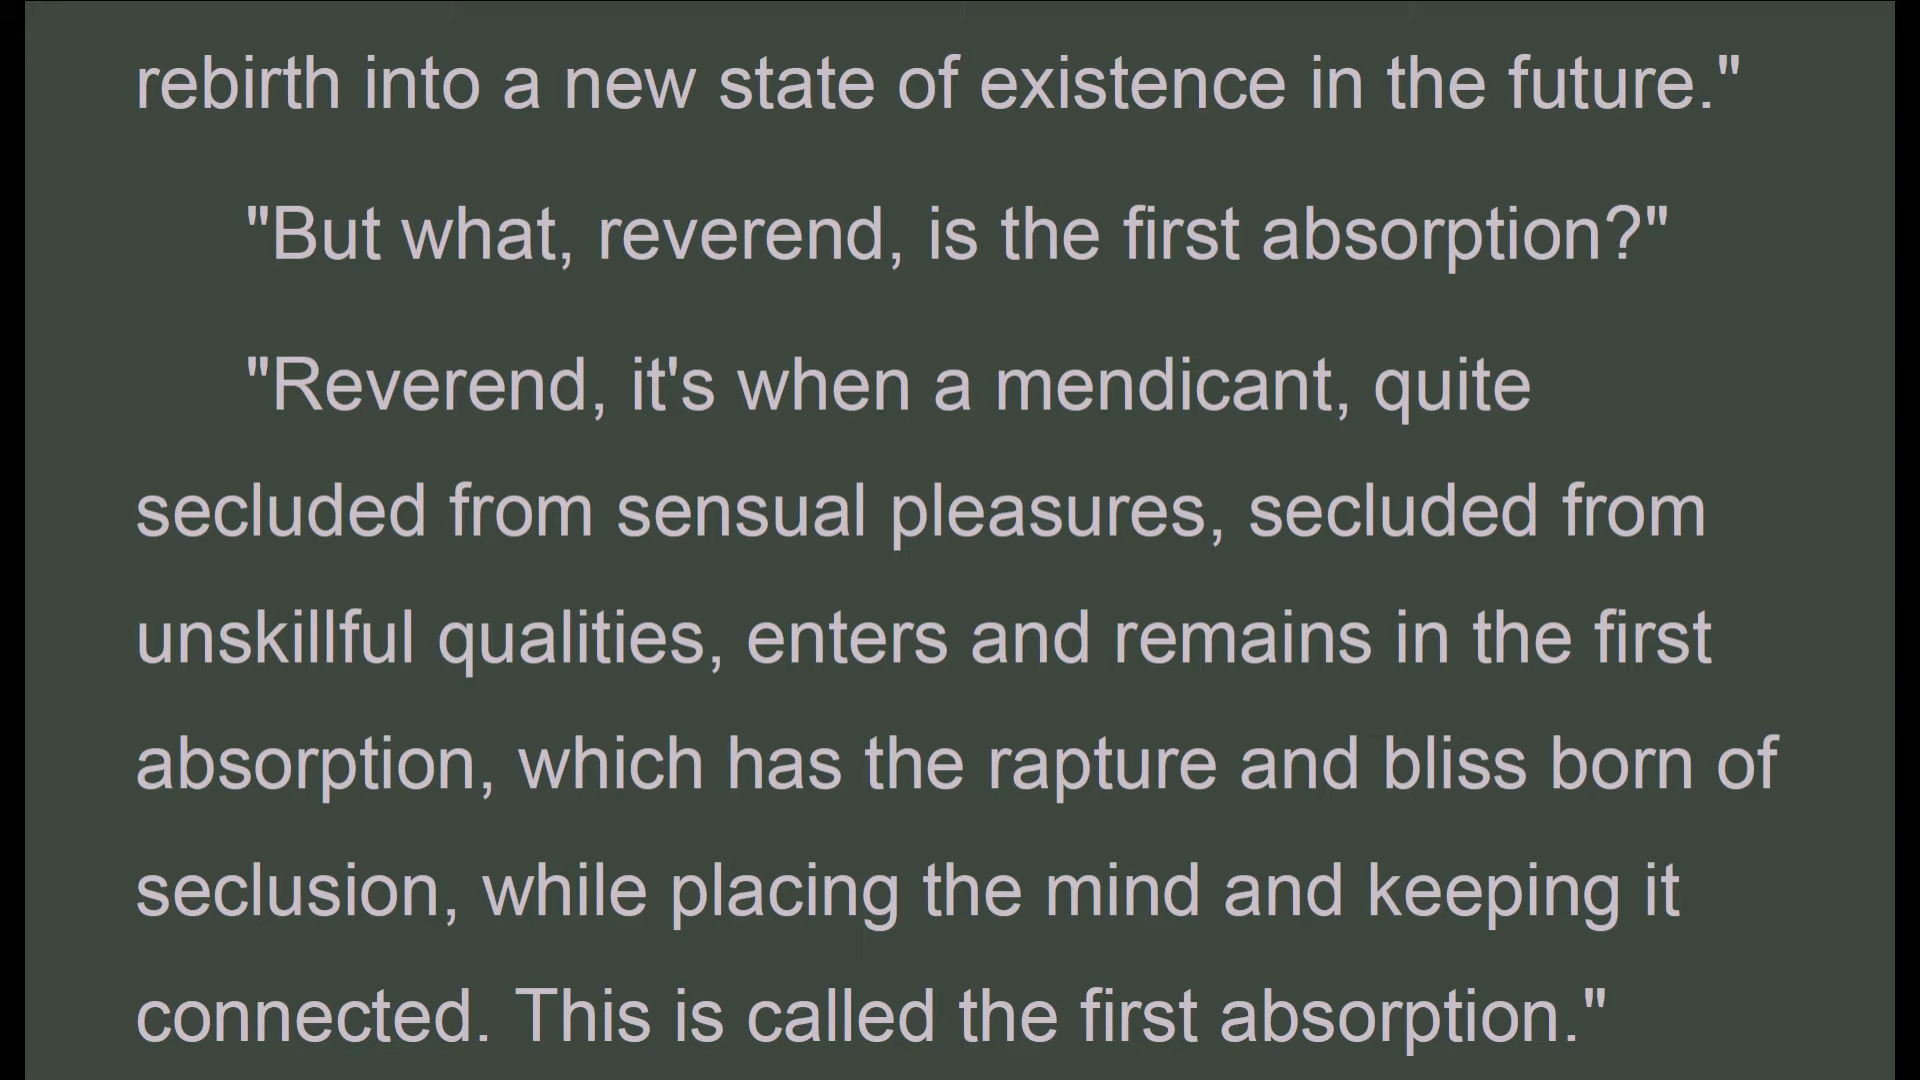 rebirth into a new state of existence in the future."
"But what, reverend, is the first absorption?"
"Reverend, it's when a mendicant, quite
secluded from sensual pleasures, secluded from
unskillful qualities, enters and remains in the first
absorption, which has the rapture and bliss born of
seclusion, while placing the mind and keeping it
connected. This is called the first absorption."